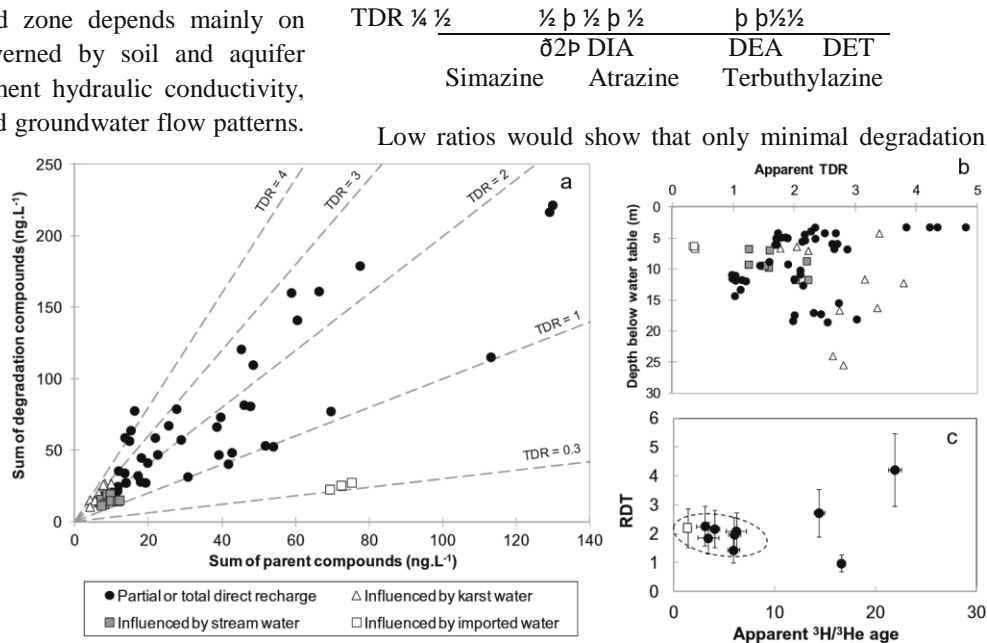 d zone depends mainly on
erned by soil and aquifer
nent hydraulic conductivity,
d groundwater flow patterns.
TDR ¼ ½ ½ þ ½ þ ½ þ þ½½
ð2Þ DIA DEA DET
Simazine Atrazine Terbuthylazine
Low ratios would show that only minimal degradation
250
200
150
100
50
0
Sum of degradation compounds (ng.L⁻¹)
a
TDR = 4
TDR = 3
TDR = 2
TDR = 1
TDR = 0.3
0 20 40 60 80 100 120 140
Sum of parent compounds (ng.L⁻¹)
Partial or total direct recharge
Influenced by karst water
Influenced by stream water
Influenced by imported water
Apparent TDR
b
0 1 2 3 4 5
0
5
10
15
20
25
30
Depth below water table (m)
c
6
5
4
3
2
1
0
RDT
0 10 20 30
Apparent ³H/³He age